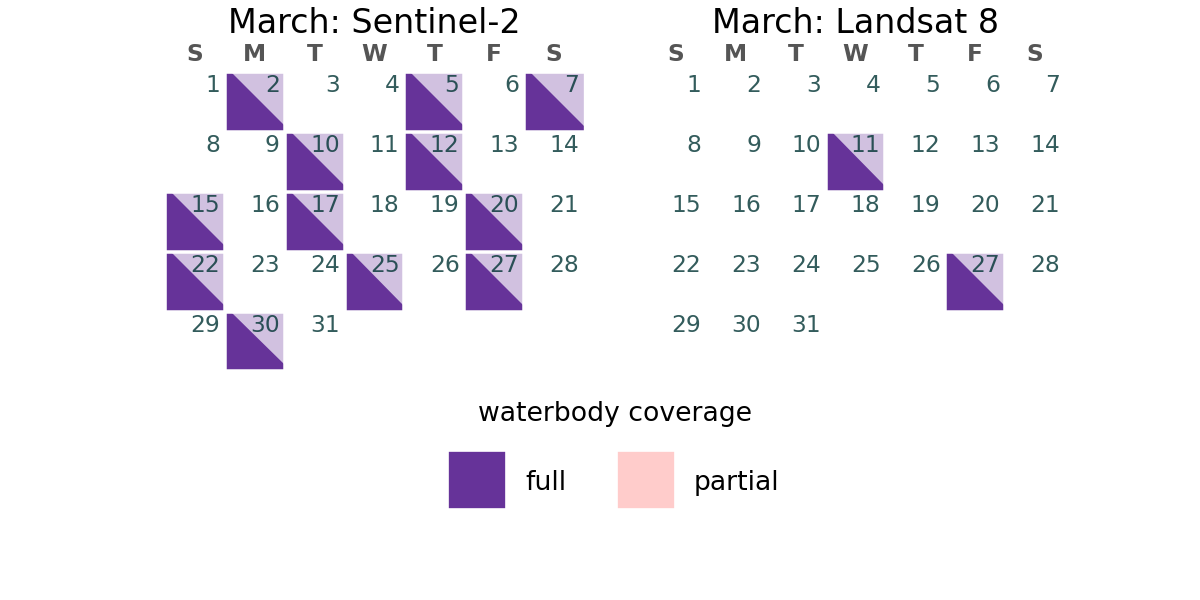 March: Sentinel-2
S M T W T F S
1 2 3 4 5 6 7
8 9 10 11 12 13 14
15 16 17 18 19 20 21
22 23 24 25 26 27 28
29 30 31
March: Landsat 8
S M T W T F S
1 2 3 4 5 6 7
8 9 10 11 12 13 14
15 16 17 18 19 20 21
22 23 24 25 26 27 28
29 30 31
waterbody coverage
full
partial